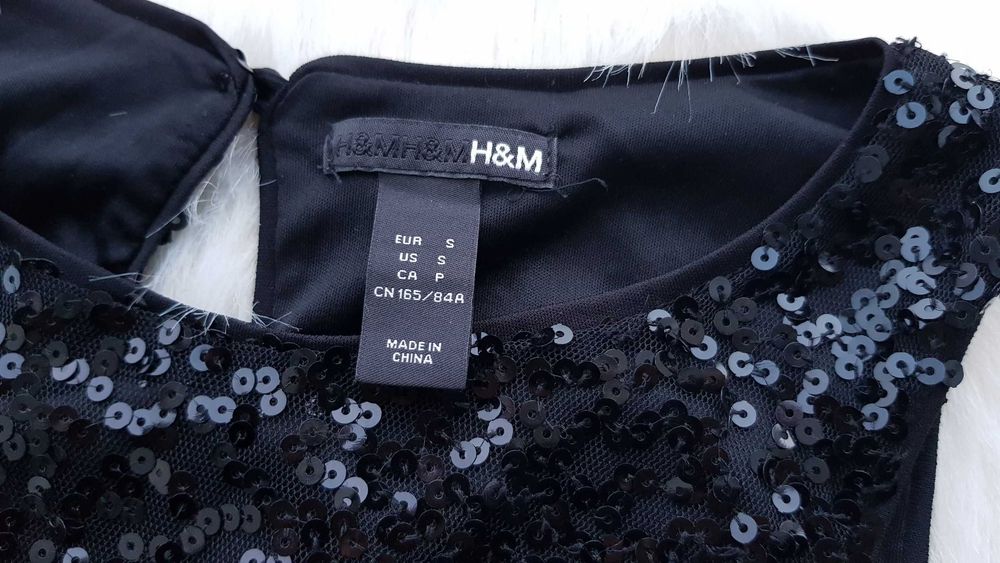 H&MH&MH&M
EUR S
US S
CA P
CN 165/84A
MADE IN
CHINA